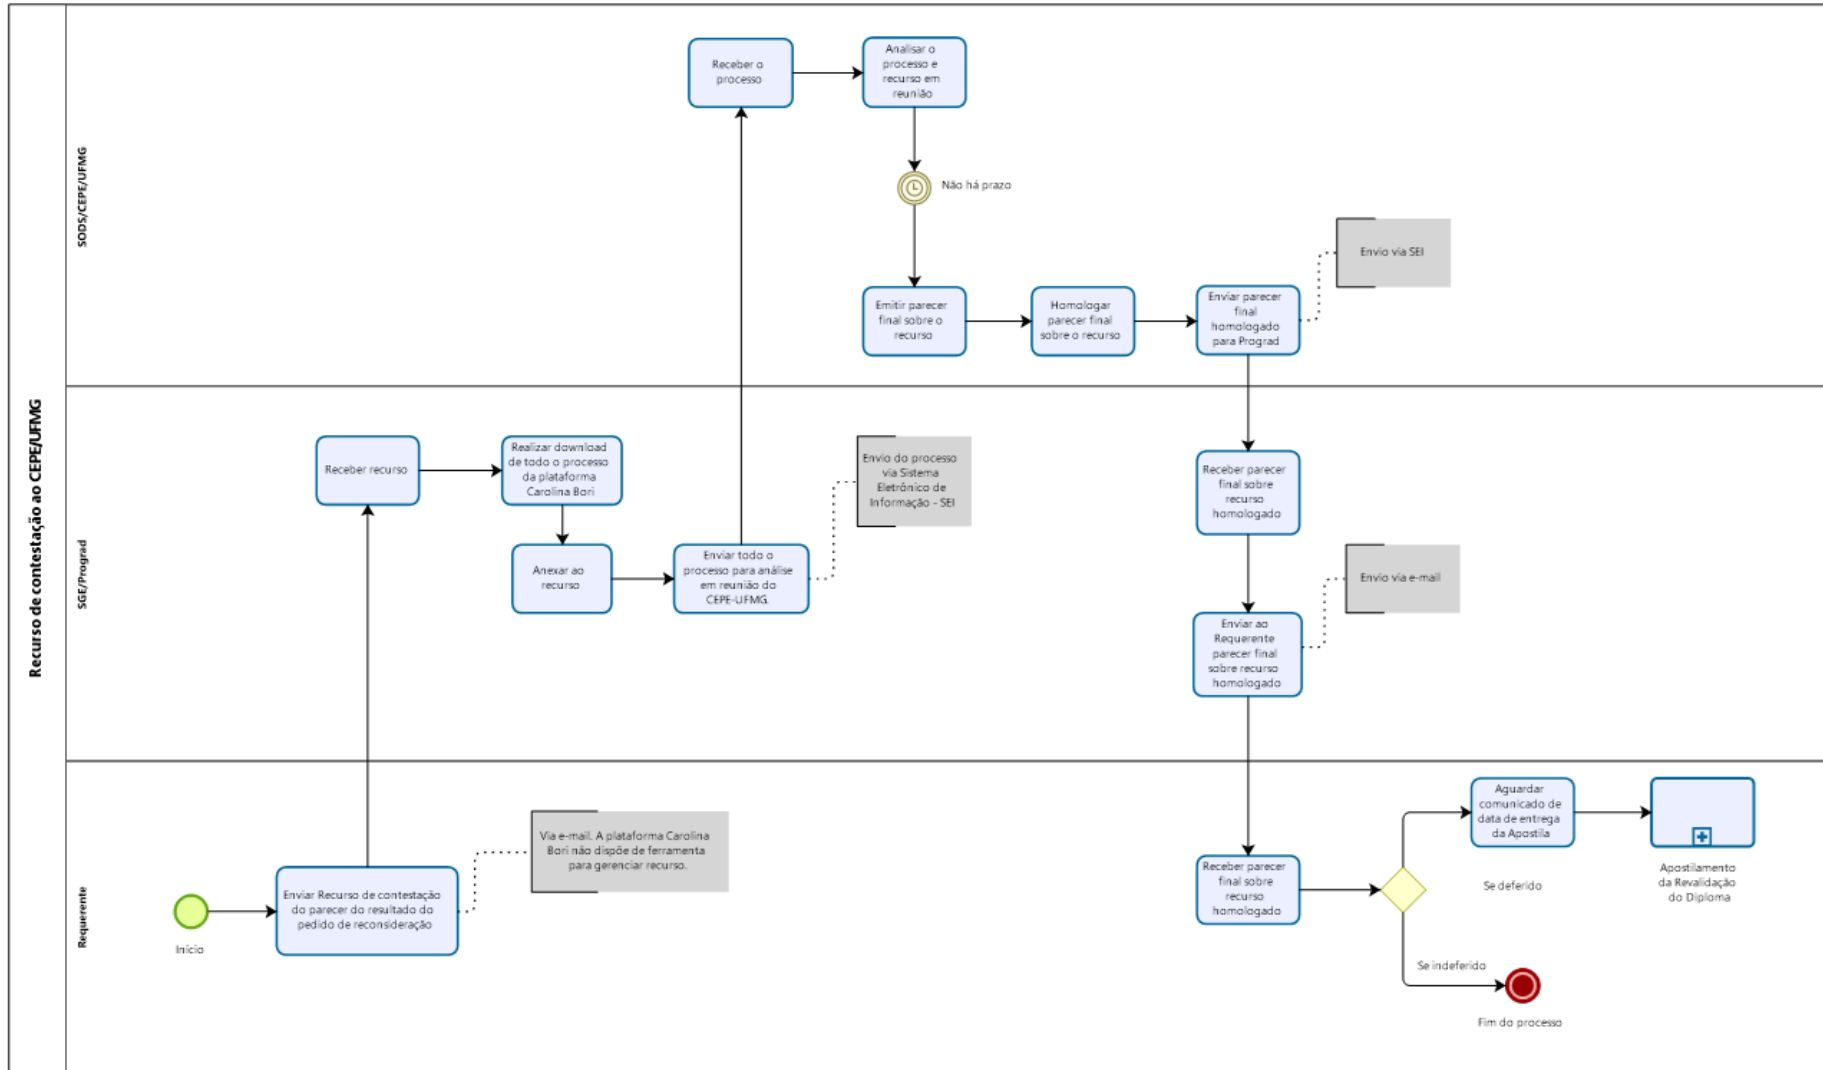 Recurso de contestação ao CEPE/UFMG
SODS/CEPE/UFMG
Receber o
processo
Analisar o
processo e
recurso em
reunião
Não há prazo
Emitir parecer
final sobre o
recurso
Homologar
parecer final
sobre o recurso
Enviar parecer
final
homologado
para Prograd
Envio via SEI
SGE/Prograd
Receber recurso
Realizar download
de todo o processo
da plataforma
Carolina Bori
Anexar ao
recurso
Enviar todo o
processo para análise
em reunião do
CEPE-UFMG.
Envio do processo
via Sistema
Eletrônico de
Informação - SEI
Receber parecer
final sobre
recurso
homologado
Enviar ao
Requerente
parecer final
sobre recurso
homologado
Envio via e-mail
Requerente
Início
Enviar Recurso de contestação
do parecer do resultado do
pedido de reconsideração
Via e-mail. A plataforma Carolina
Bori não dispõe de ferramenta
para gerenciar recurso.
Receber parecer
final sobre
recurso
homologado
Aguardar
comunicado de
data de entrega
da Apostila
Se deferido
Apostilamento
da Revalidação
do Diploma
Se indeferido
Fim do processo